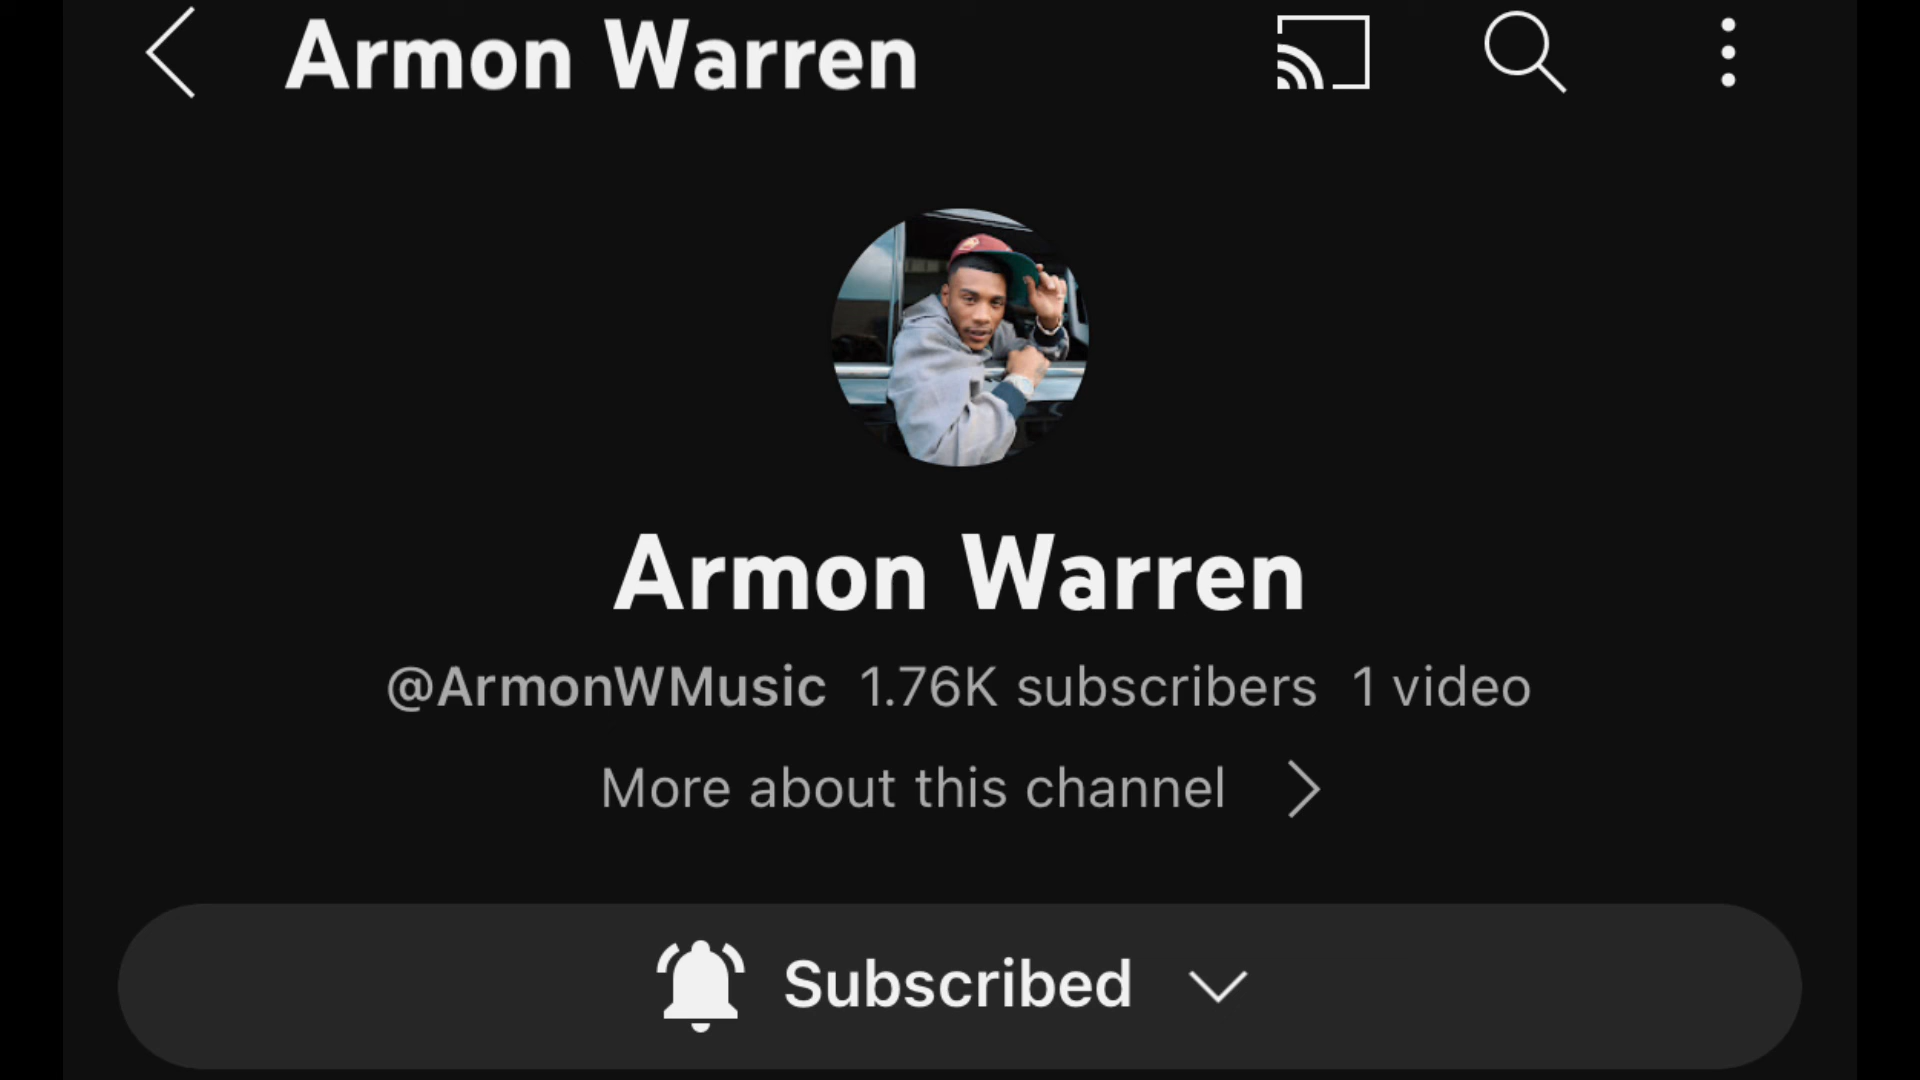 Armon Warren
Armon Warren
@ArmonWMusic 1.76K subscribers 1 video
More about this channel
Subscribed